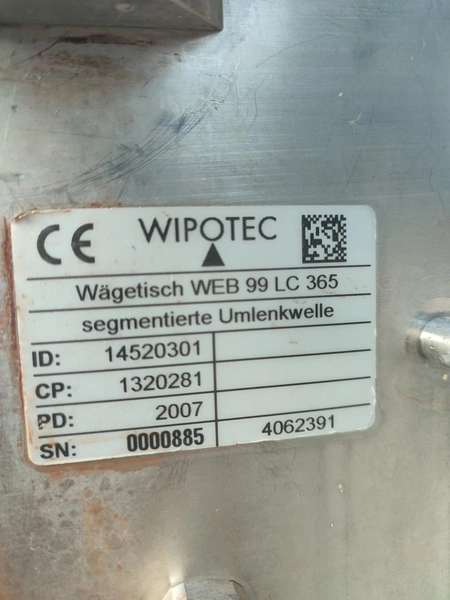 CE WIPOTEC
Wägetisch WEB 99 LC 365
segmentierte Umlenkwelle
ID: 14520301
CP: 1320281
PD: 2007
SN: 0000885 4062391